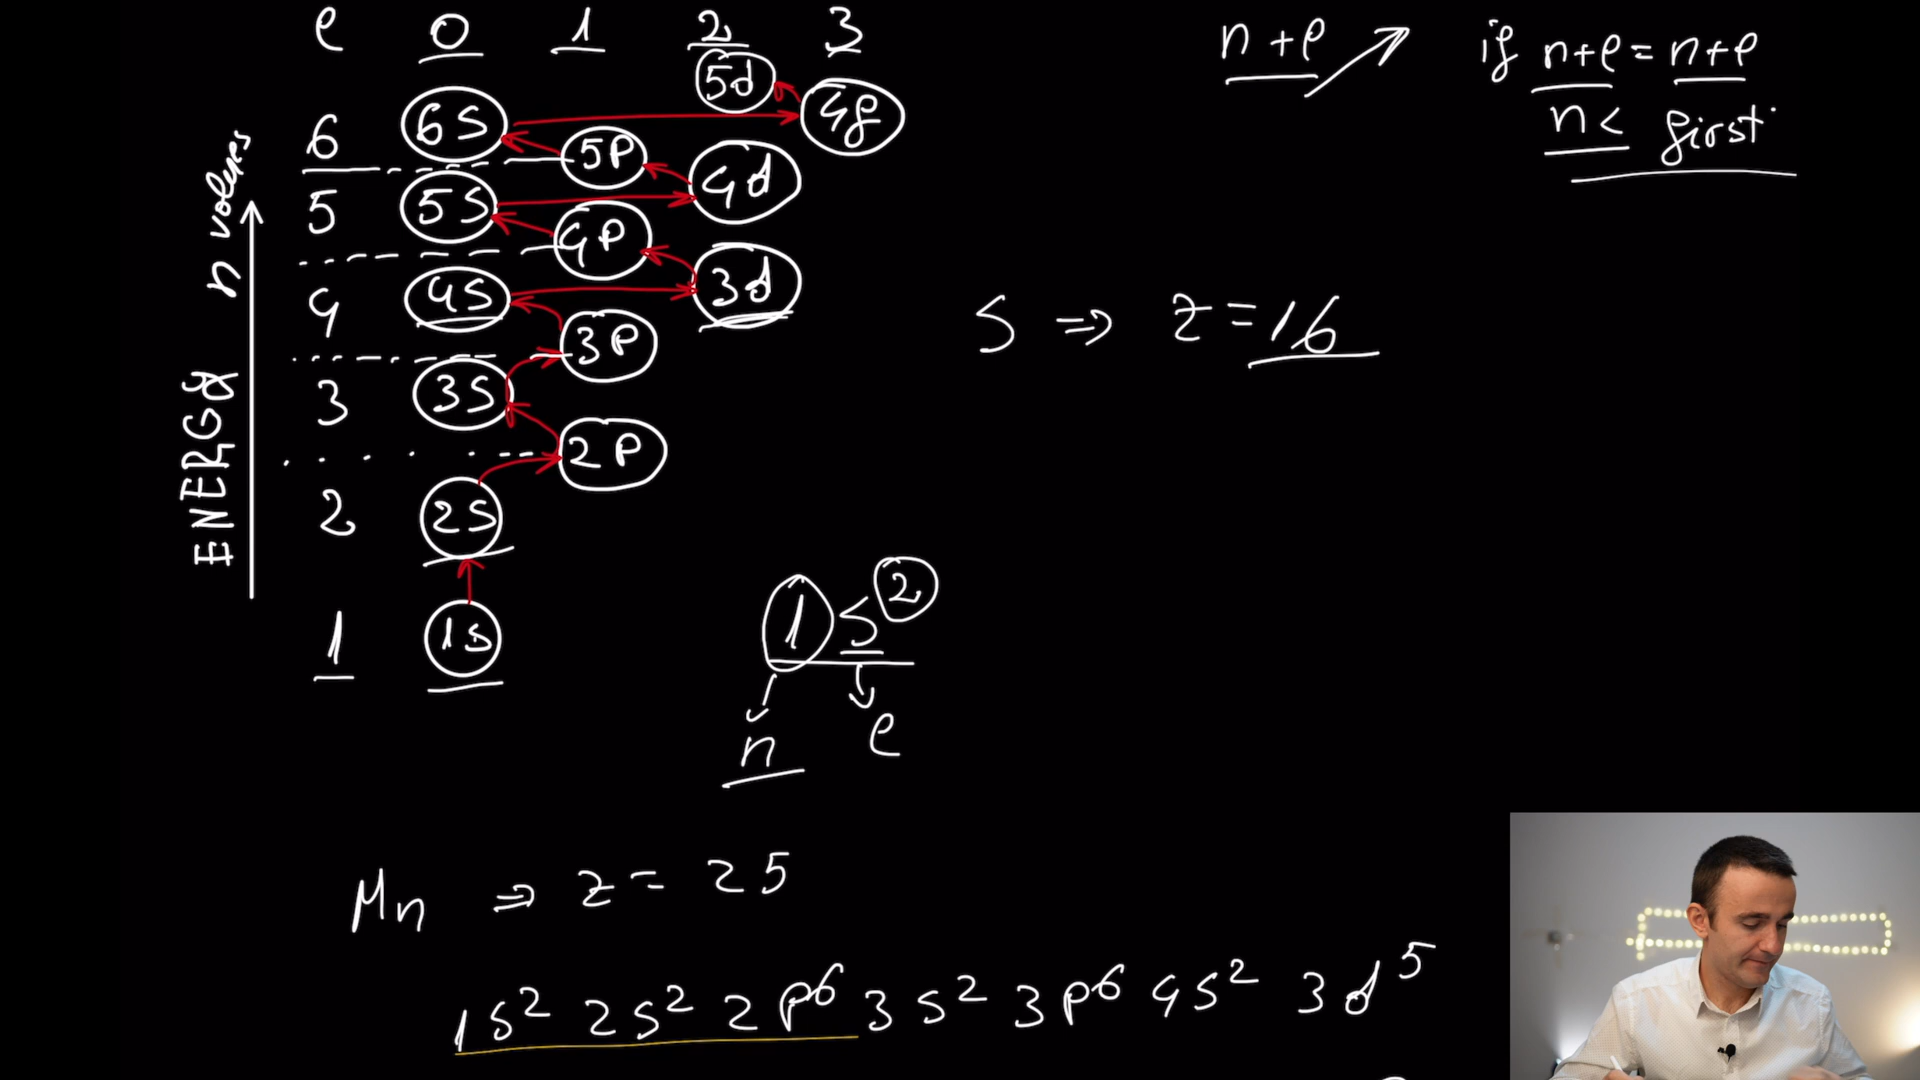 ℓ 0 1 2 3
5d
6 6s 4f
5p
5 5s 4d
4p
4 4s 3d
3p
3 3s
2p
2 2s
1 1s
ENERGY n values
n+ℓ
if n+ℓ = n+ℓ
n< first
S ⇒ Z=16
1s²
n ℓ
Mn ⇒ Z= 25
1s² 2s² 2p⁶ 3s² 3p⁶ 4s² 3d⁵